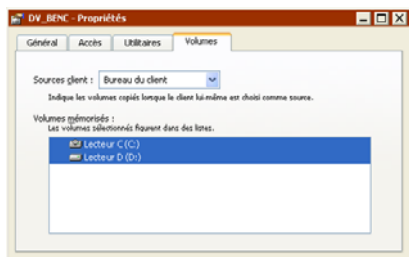 DV_BENC - Propriétés
Général Accès Utilitaires Volumes
Sources client : Bureau du client
Indique les volumes copiés lorsque le client lui-même est choisi comme source.
Volumes mémorisés :
Les volumes sélectionnés figurent dans des listes.
Lecteur C (C:)
Lecteur D (D:)